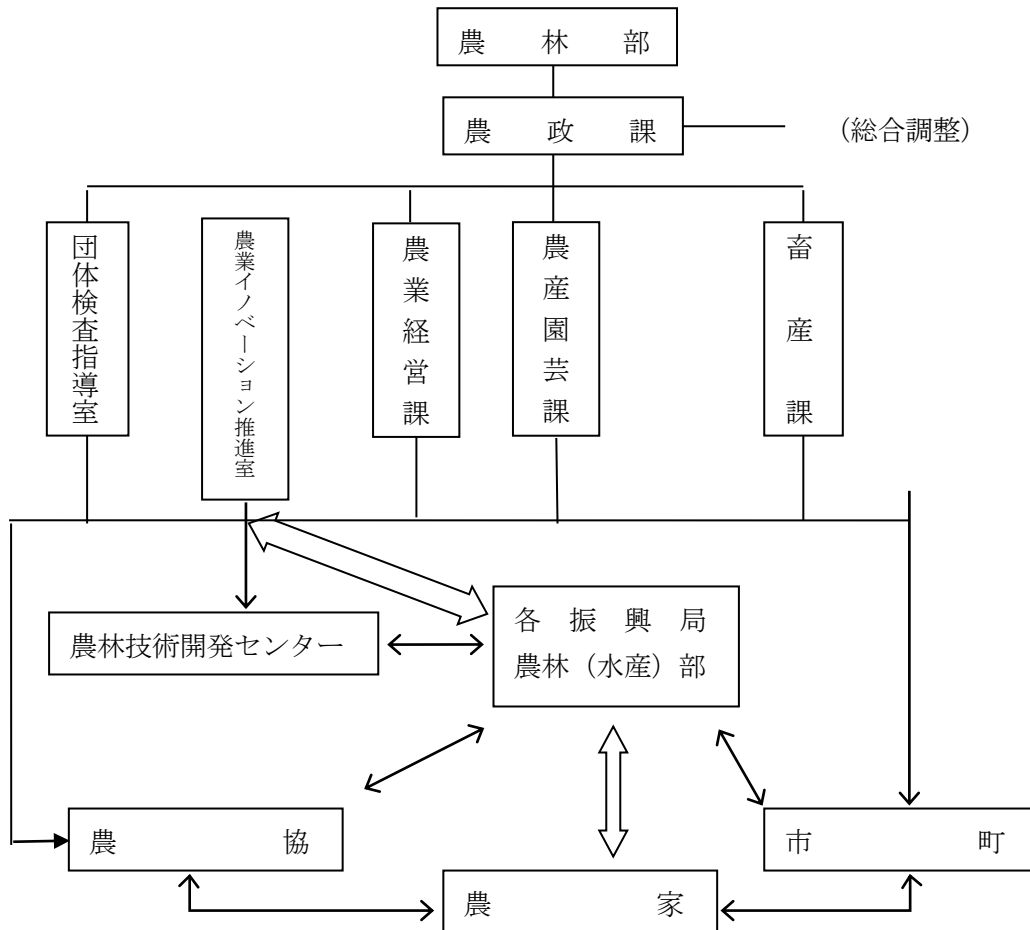 農林部
農政課
(総合調整)
団体検査指導室
農業イノベーション推進室
農業経営課
農産園芸課
畜産課
各振興局
農林（水産）部
農林技術開発センター
農協
市町
農家